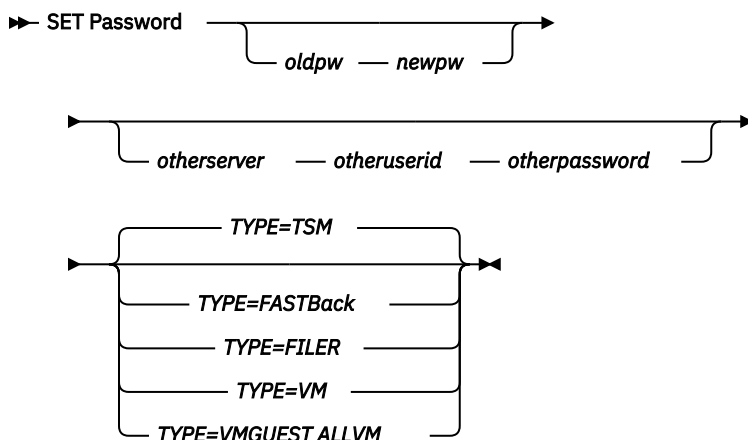 SET Password
oldpw newpw
otherserver otheruserid otherpassword
TYPE=TSM
TYPE=FASTBack
TYPE=FILER
TYPE=VM
TYPE=VMGUEST ALLVM